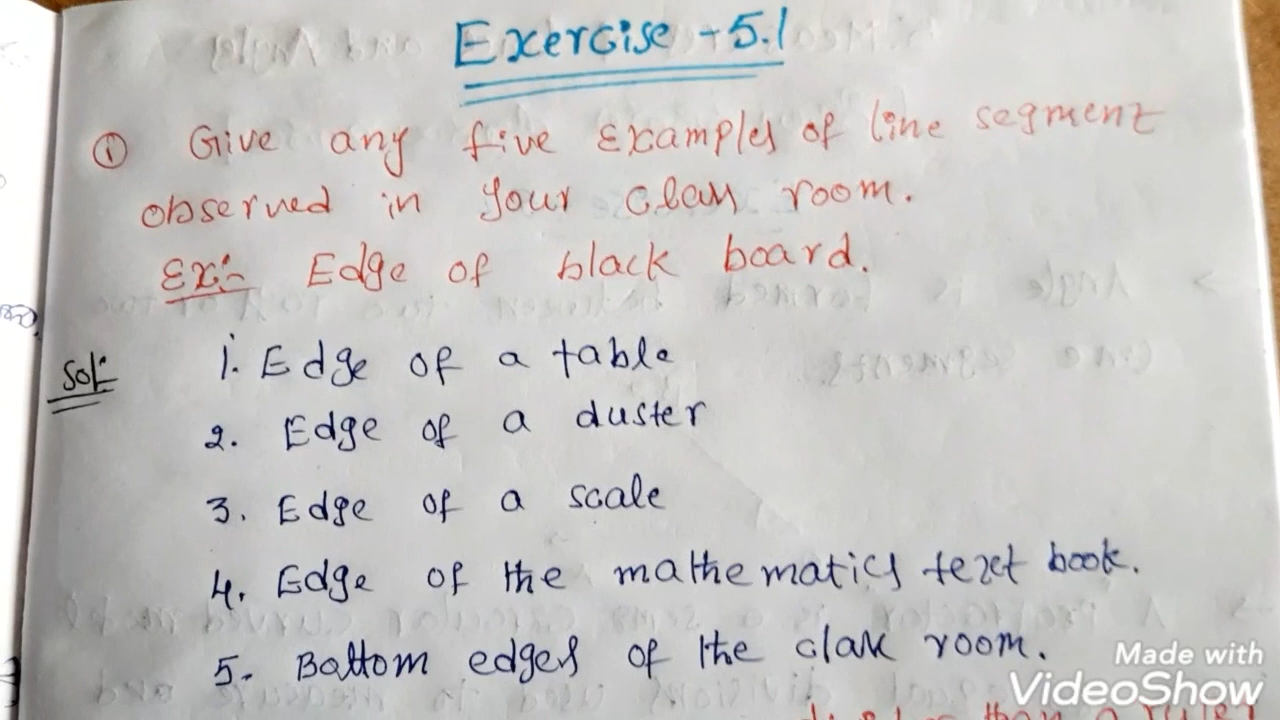 Exercise - 5.1
① Give any five Examples of line segment
observed in your class room.
Ex:- Edge of black board.
Sol:
1. Edge of a table
2. Edge of a duster
3. Edge of a scale
4. Edge of the mathematics text book.
5. Bottom edges of the class room.
Made with
VideoShow